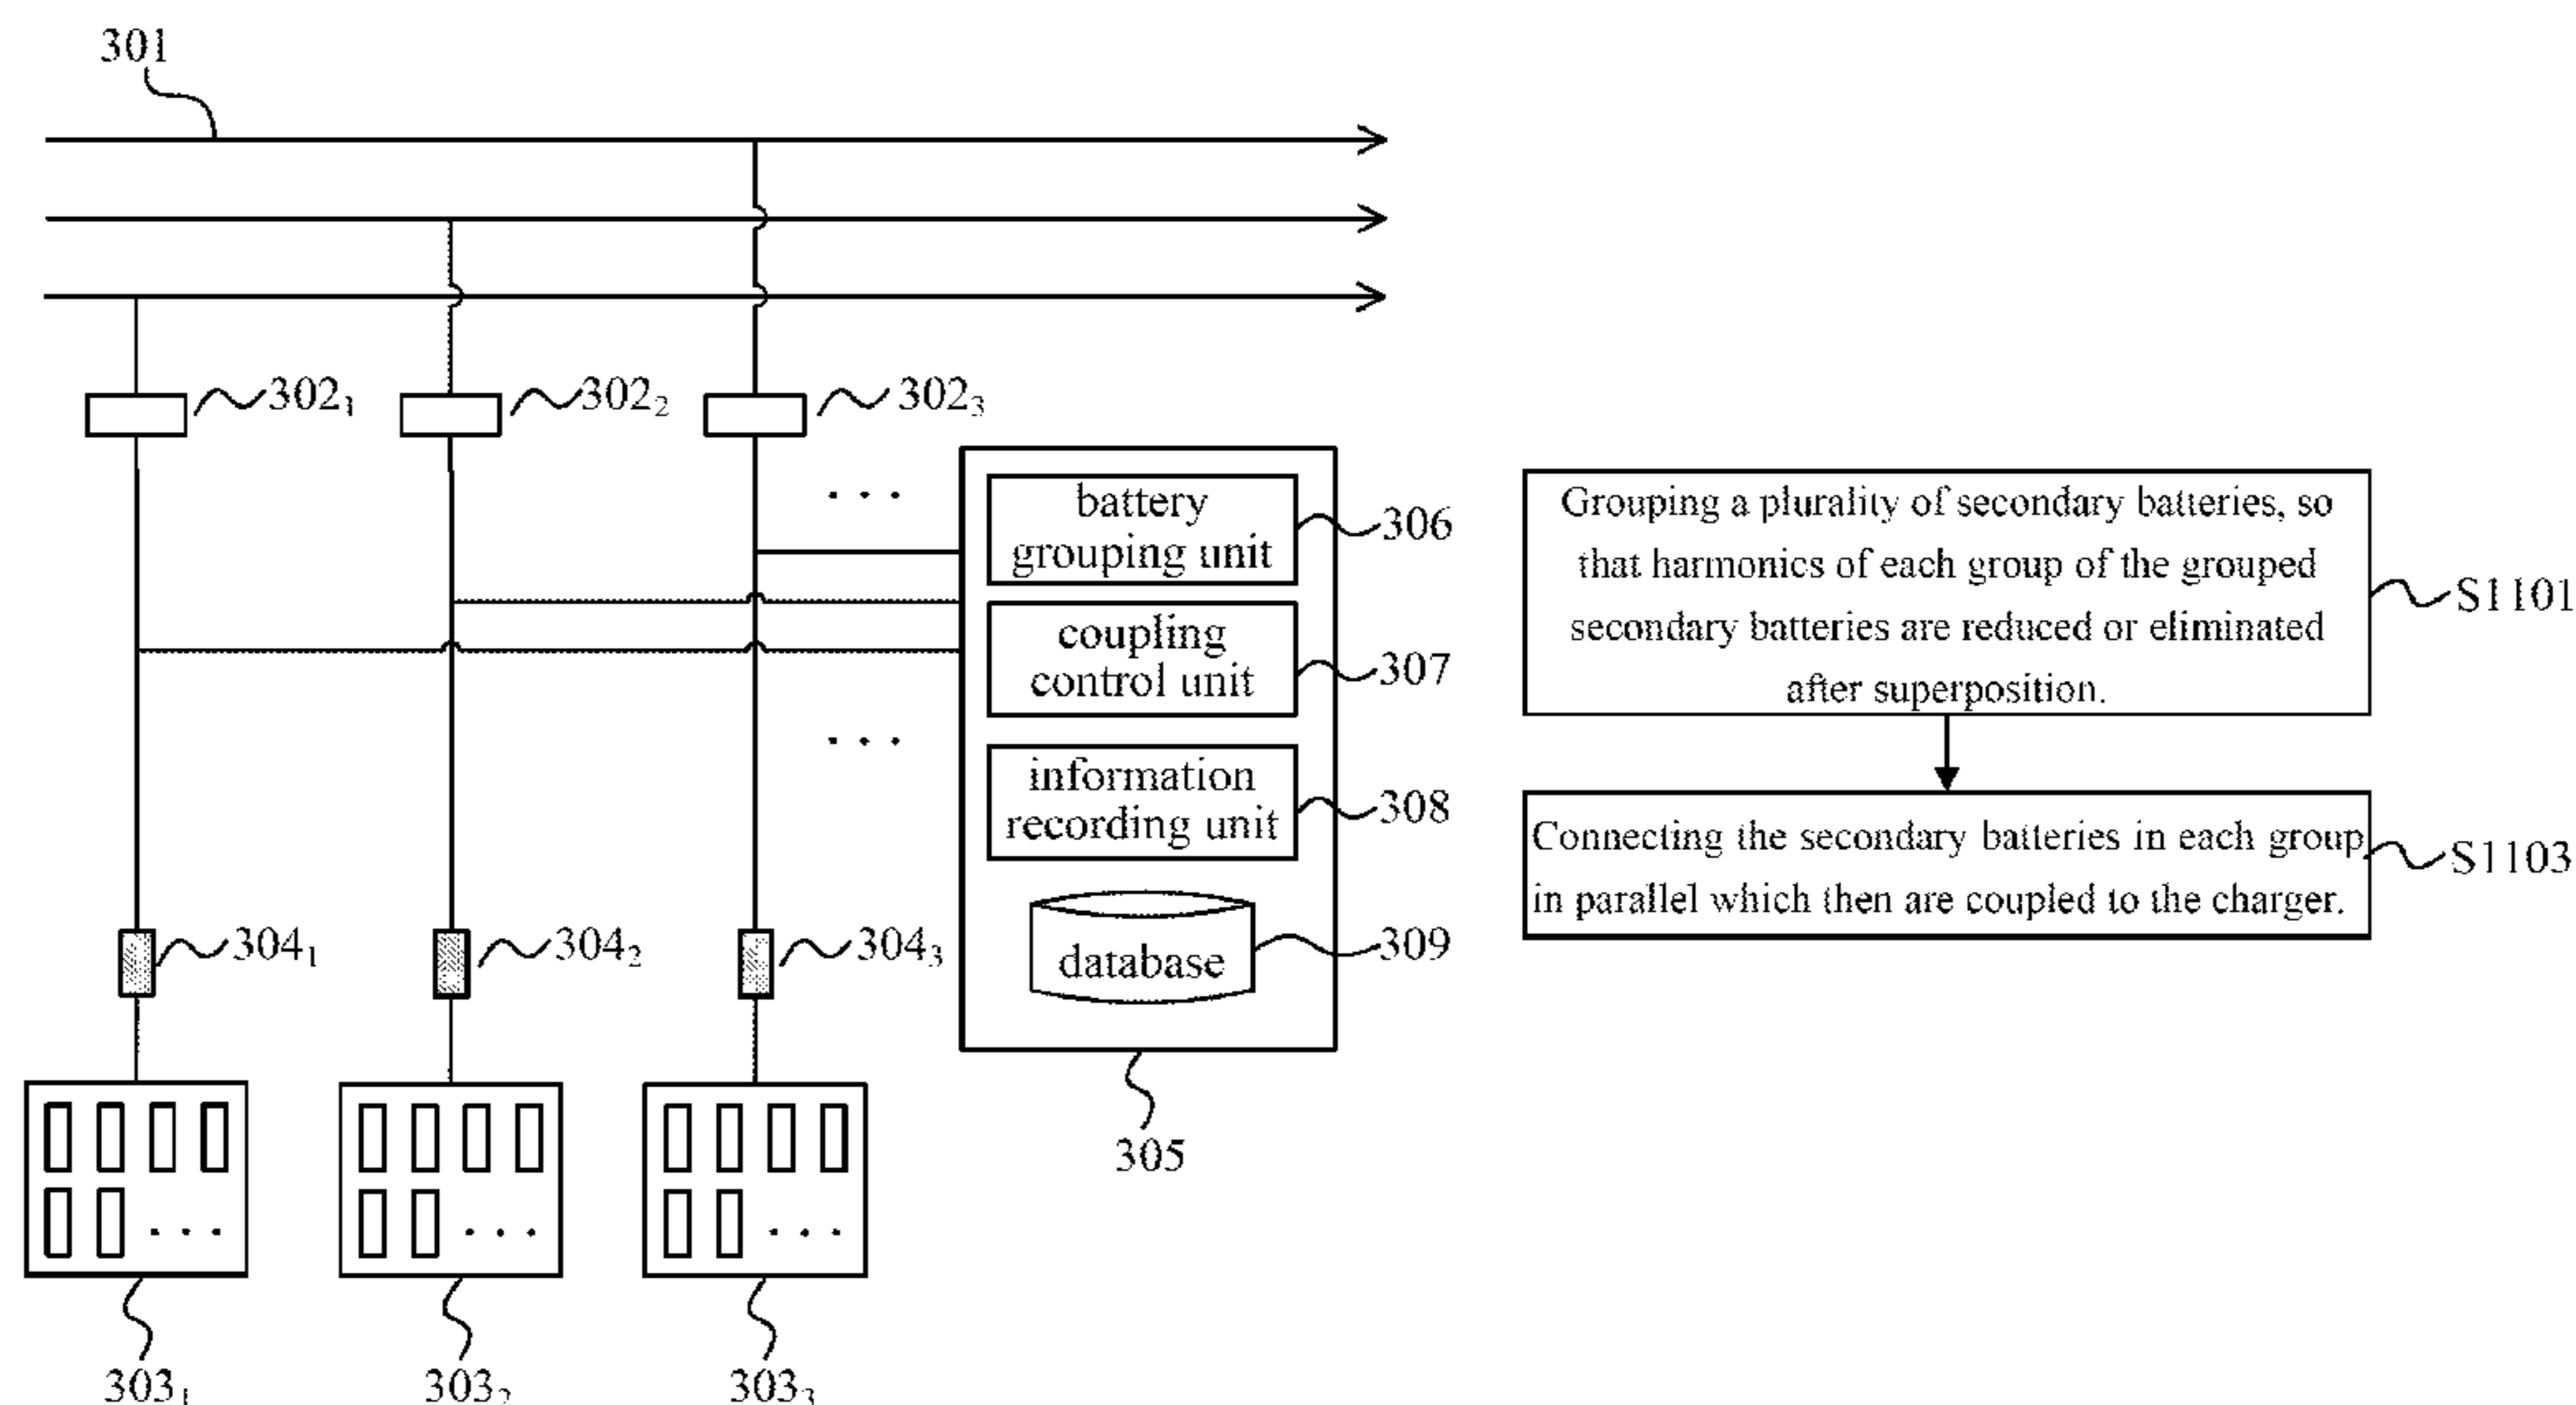 301
302₁
302₂
302₃
. . .
battery
grouping unit
306
coupling
control unit
307
. . .
information
recording unit
308
database
309
304₁
304₂
304₃
305
. . .
. . .
. . .
303₁
303₂
303₃
Grouping a plurality of secondary batteries, so
that harmonics of each group of the grouped
secondary batteries are reduced or eliminated
after superposition.
S1101
Connecting the secondary batteries in each group
in parallel which then are coupled to the charger.
S1103